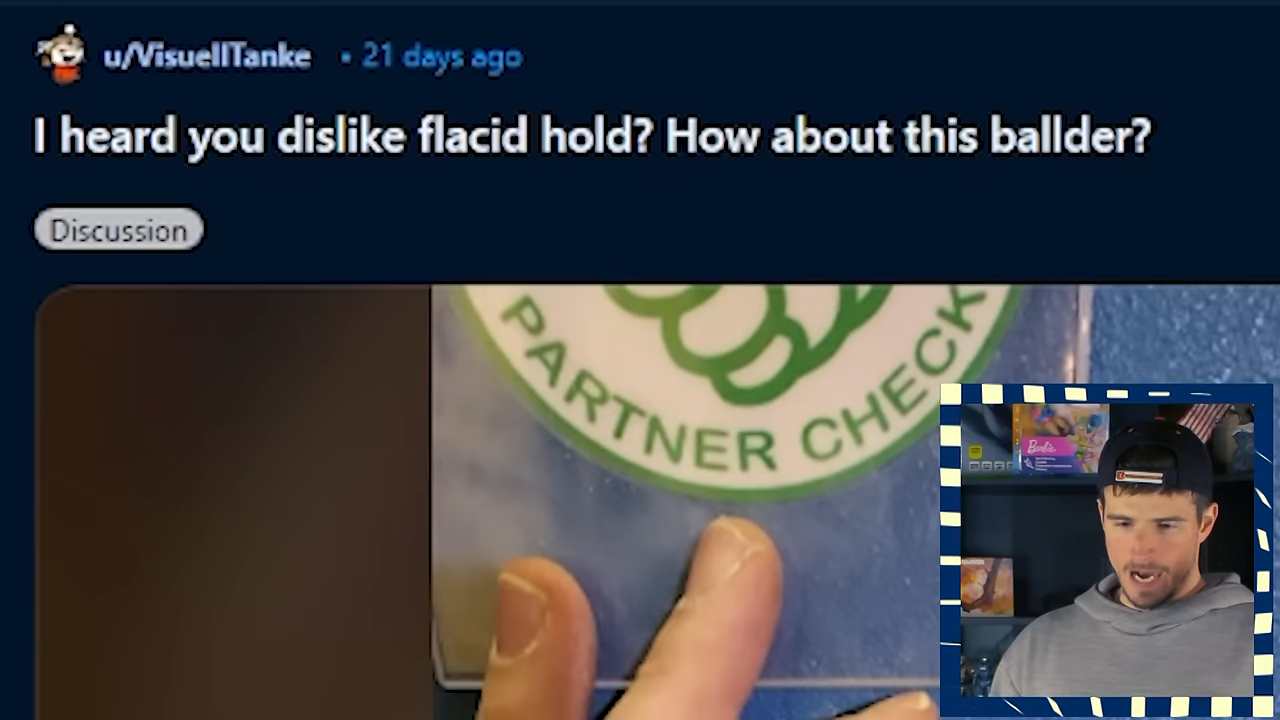 u/VisuellTanke • 21 days ago
I heard you dislike flacid hold? How about this ballder?
Discussion
PARTNER CHECK
Barbie